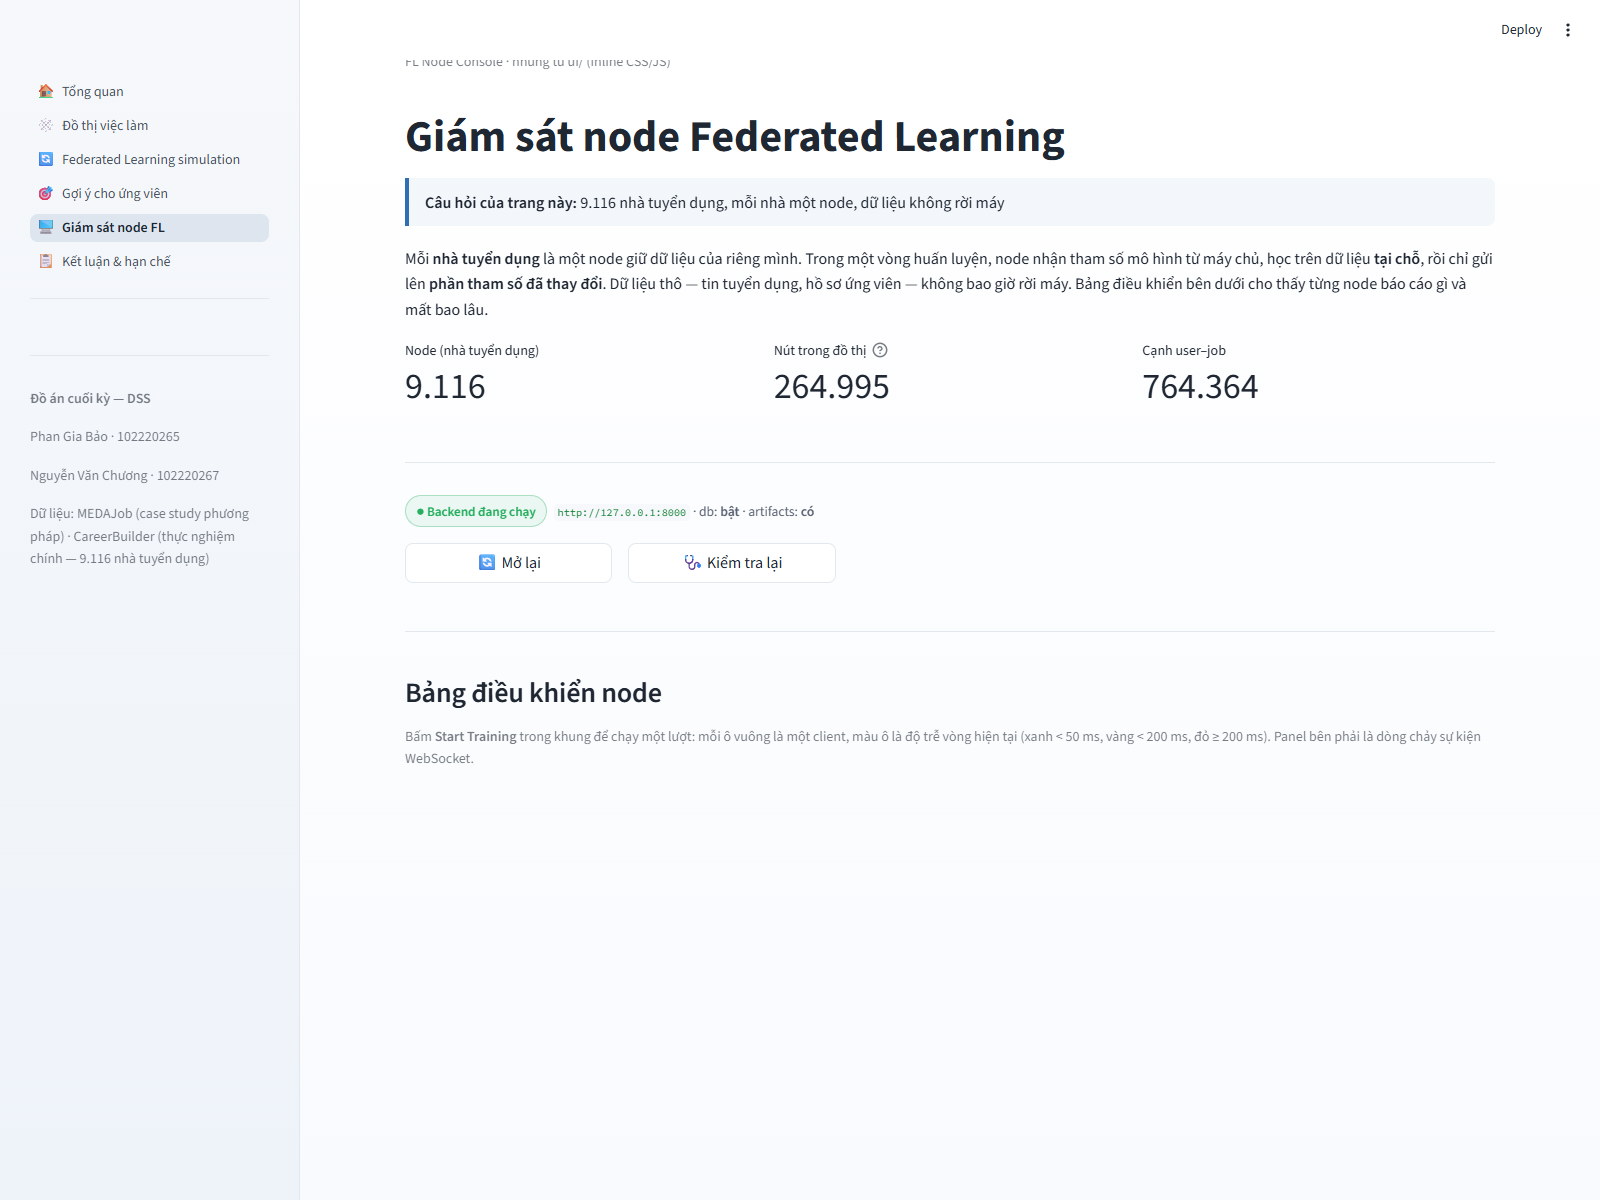 Deploy
Tổng quan
Đồ thị việc làm
Federated Learning simulation
Gợi ý cho ứng viên
Giám sát node FL
Kết luận & hạn chế
Đồ án cuối kỳ — DSS
Phan Gia Bảo · 102220265
Nguyễn Văn Chương · 102220267
Dữ liệu: MEDAJob (case study phương
pháp) · CareerBuilder (thực nghiệm
chính — 9.116 nhà tuyển dụng)
FL Node Console · nhúng từ ui/ (inline CSS/JS)
Giám sát node Federated Learning
Câu hỏi của trang này: 9.116 nhà tuyển dụng, mỗi nhà một node, dữ liệu không rời máy
Mỗi nhà tuyển dụng là một node giữ dữ liệu của riêng mình. Trong một vòng huấn luyện, node nhận tham số mô hình từ máy chủ, học trên dữ liệu tại chỗ, rồi chỉ gửi
lên phần tham số đã thay đổi. Dữ liệu thô — tin tuyển dụng, hồ sơ ứng viên — không bao giờ rời máy. Bảng điều khiển bên dưới cho thấy từng node báo cáo gì và
mất bao lâu.
Node (nhà tuyển dụng)
9.116
Nút trong đồ thị
264.995
Cạnh user–job
764.364
Backend đang chạy http://127.0.0.1:8000 · db: bật · artifacts: có
Mở lại
Kiểm tra lại
Bảng điều khiển node
Bấm Start Training trong khung để chạy một lượt: mỗi ô vuông là một client, màu ô là độ trễ vòng hiện tại (xanh < 50 ms, vàng < 200 ms, đỏ ≥ 200 ms). Panel bên phải là dòng chảy sự kiện
WebSocket.